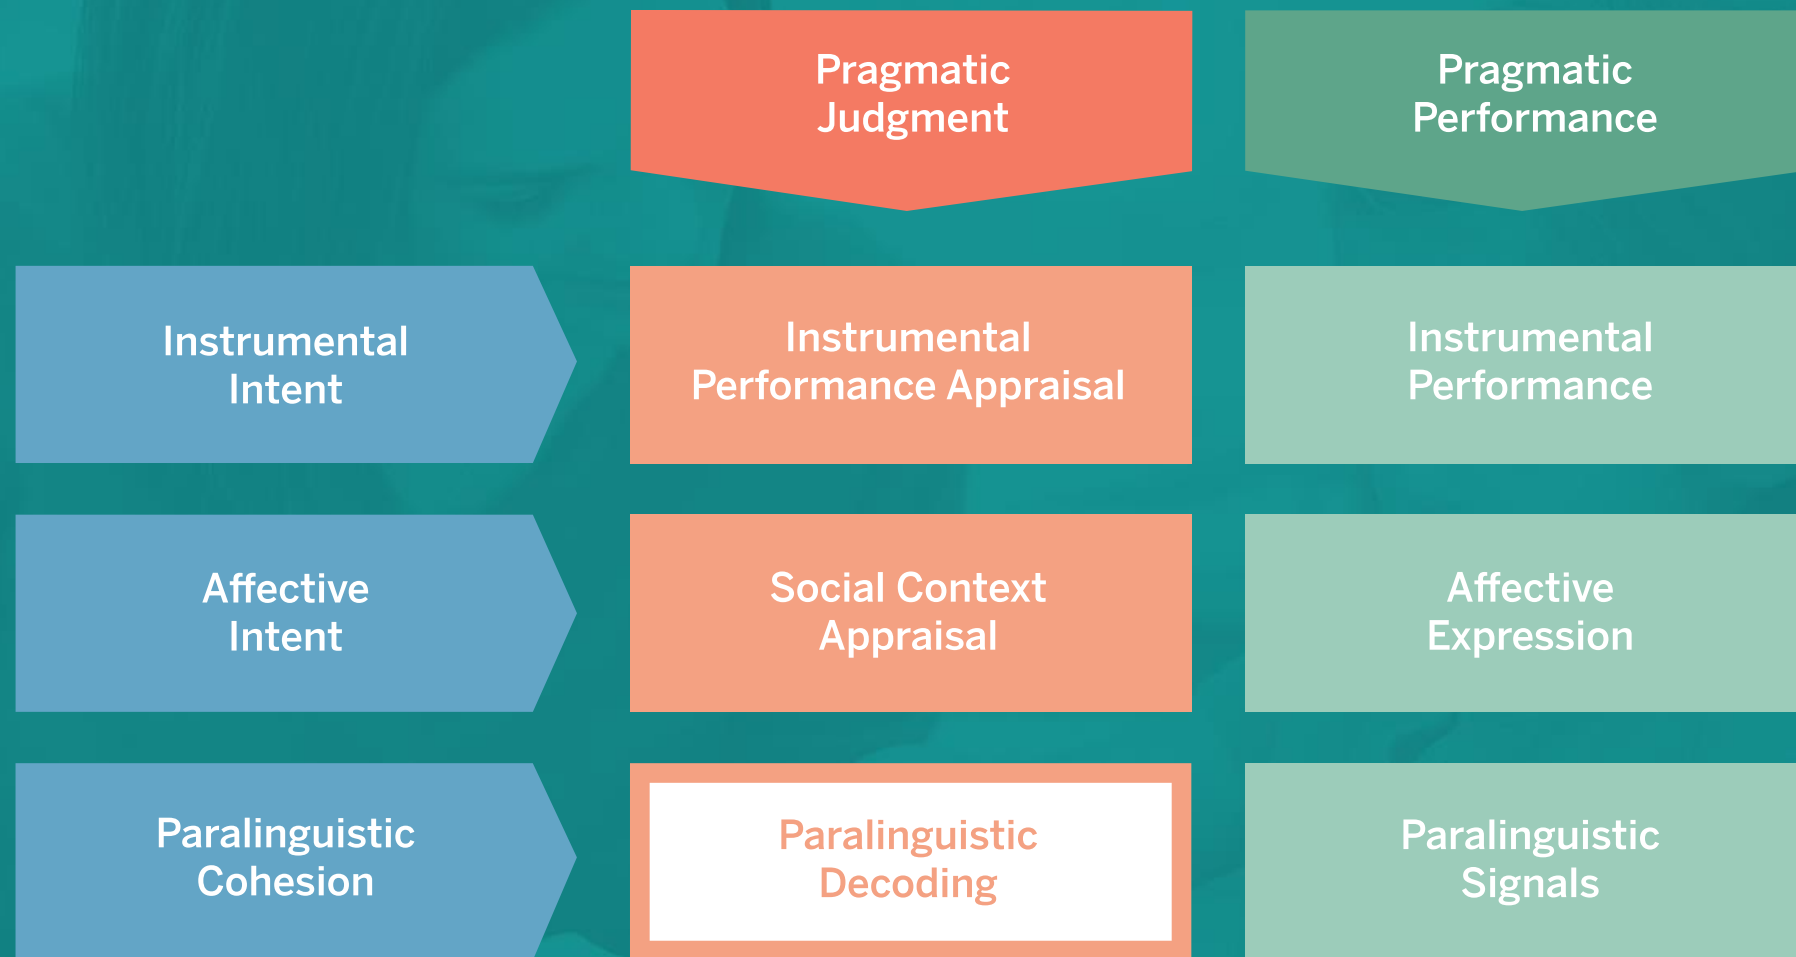 Pragmatic
Judgment
Pragmatic
Performance
Instrumental
Intent
Instrumental
Performance Appraisal
Instrumental
Performance
Affective
Intent
Social Context
Appraisal
Affective
Expression
Paralinguistic
Cohesion
Paralinguistic
Decoding
Paralinguistic
Signals